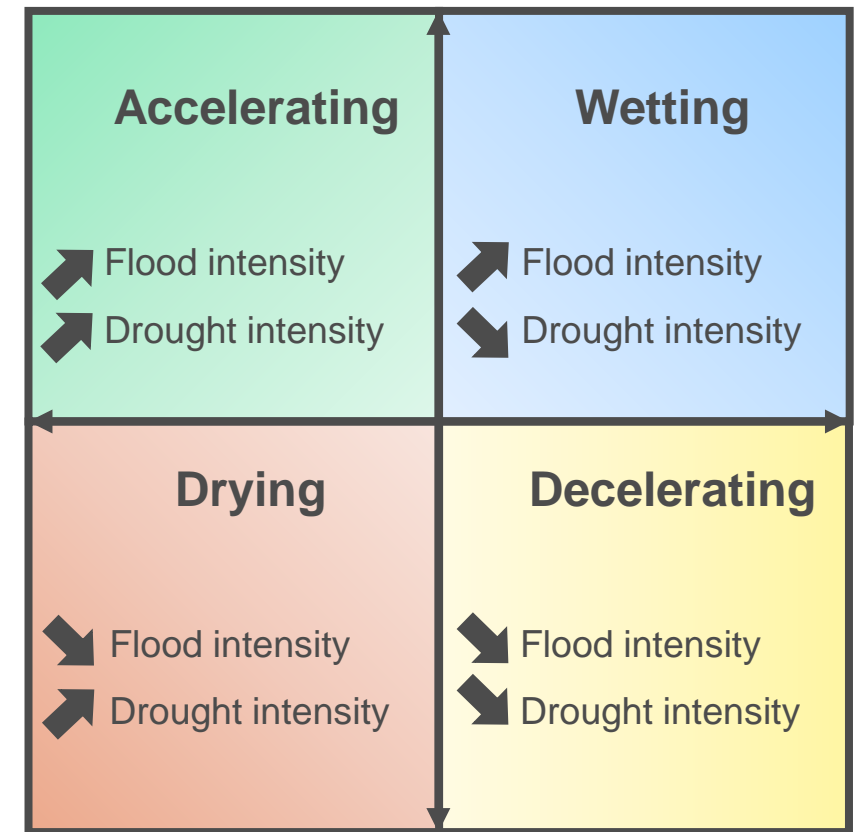 Accelerating
Flood intensity
Drought intensity
Wetting
Flood intensity
Drought intensity
Drying
Flood intensity
Drought intensity
Decelerating
Flood intensity
Drought intensity